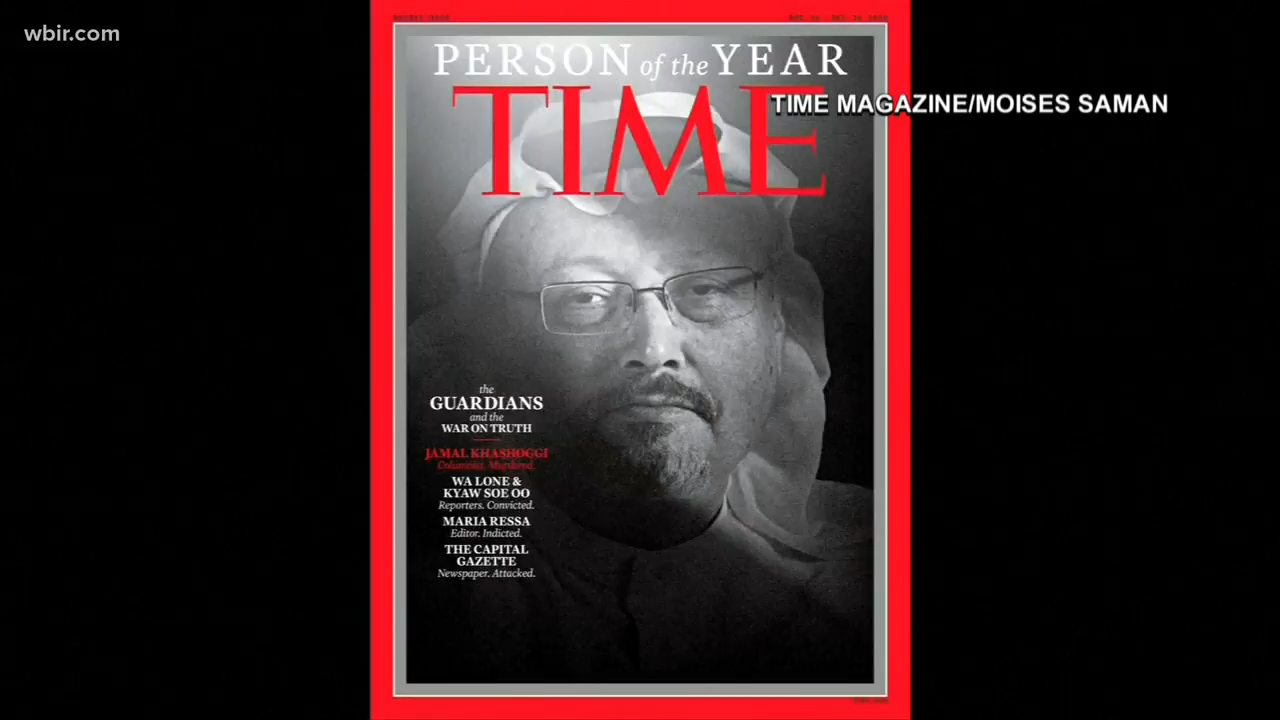 wbir.com
PERSON of the YEAR
TIME
TIME MAGAZINE/MOISES SAMAN
the
GUARDIANS
and the
WAR ON TRUTH
JAMAL KHASHOGGI
Columnist. Murdered.
WA LONE &
KYAW SOE OO
Reporters. Convicted.
MARIA RESSA
Editor. Indicted.
THE CAPITAL
GAZETTE
Newspaper. Attacked.